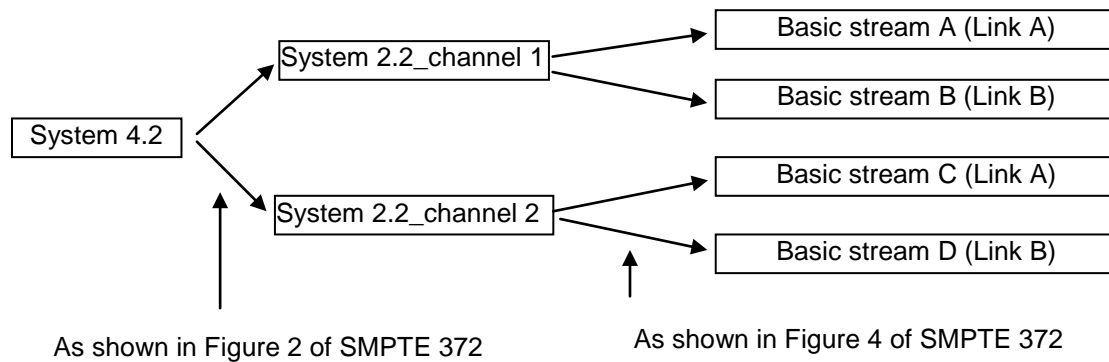 Basic stream A (Link A)
System 2.2_channel 1
Basic stream B (Link B)
System 4.2
Basic stream C (Link A)
System 2.2_channel 2
Basic stream D (Link B)
As shown in Figure 2 of SMPTE 372
As shown in Figure 4 of SMPTE 372